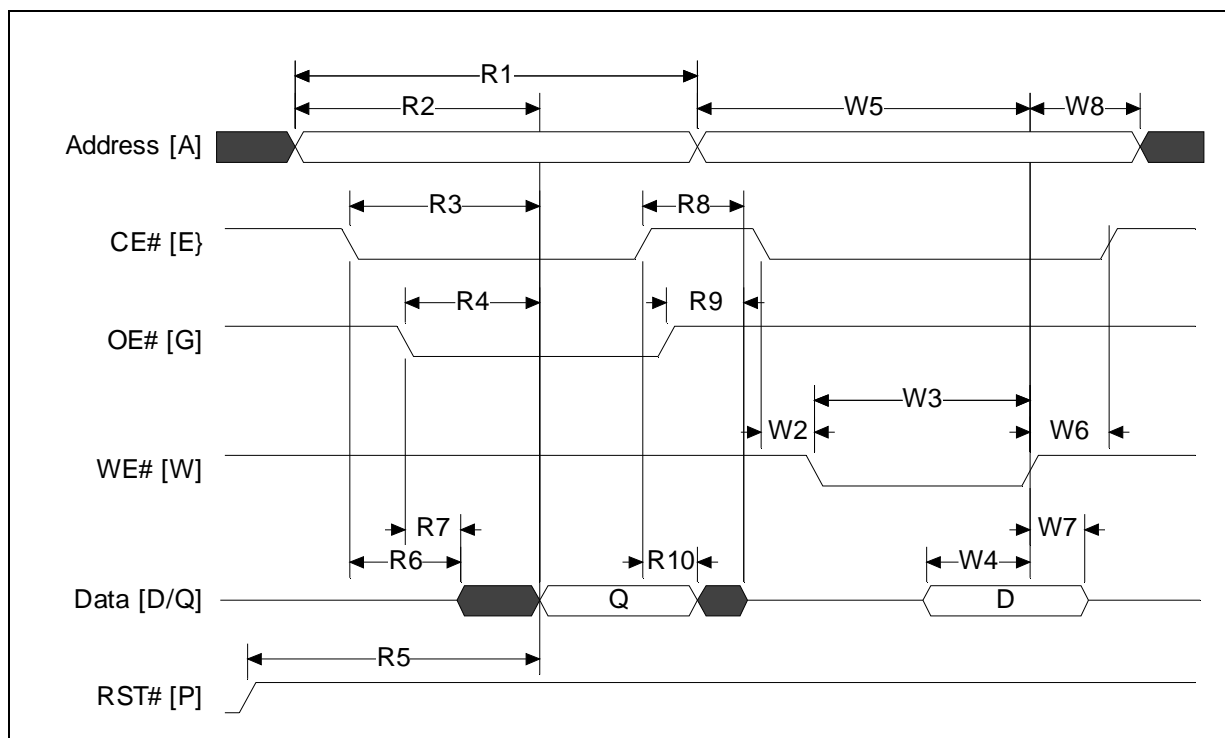 R1
R2
W5
W8
Address [A]
R3
R8
CE# [E}
R4
R9
OE# [G]
W3
W2
W6
WE# [W]
R7
W7
R6
R10
W4
Data [D/Q]
Q
D
R5
RST# [P]